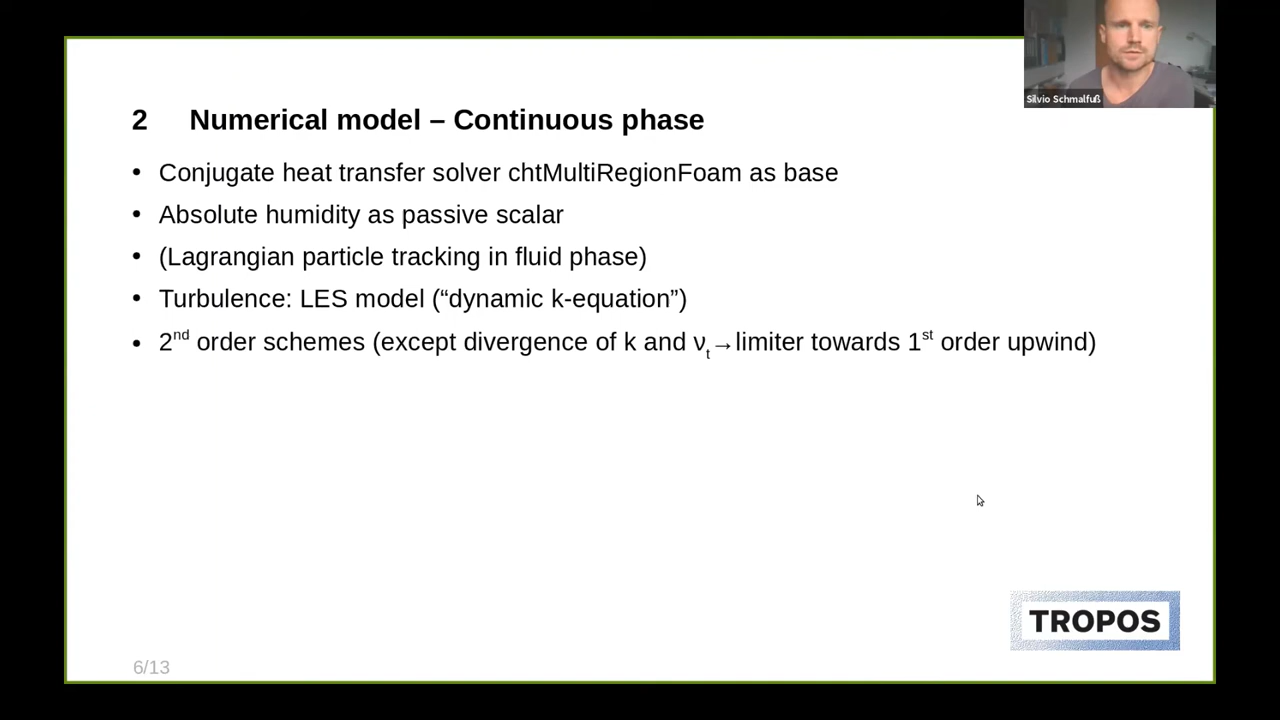 Silvio Schmalfuß
2 Numerical model – Continuous phase
• Conjugate heat transfer solver chtMultiRegionFoam as base
• Absolute humidity as passive scalar
• (Lagrangian particle tracking in fluid phase)
• Turbulence: LES model (“dynamic k-equation”)
• 2nd order schemes (except divergence of k and νt→limiter towards 1st order upwind)
TROPOS
6/13